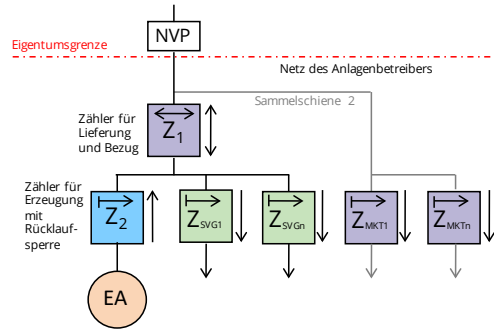 NVP
Eigentumsgrenze
Netz des Anlagenbetreibers
Sammelschiene 2
Zähler für
Lieferung
und Bezug
Z1
Zähler für
Erzeugung
mit
Rücklauf-
sperre
Z2
ZSVG1
ZSVGn
ZMKT1
ZMKTn
EA